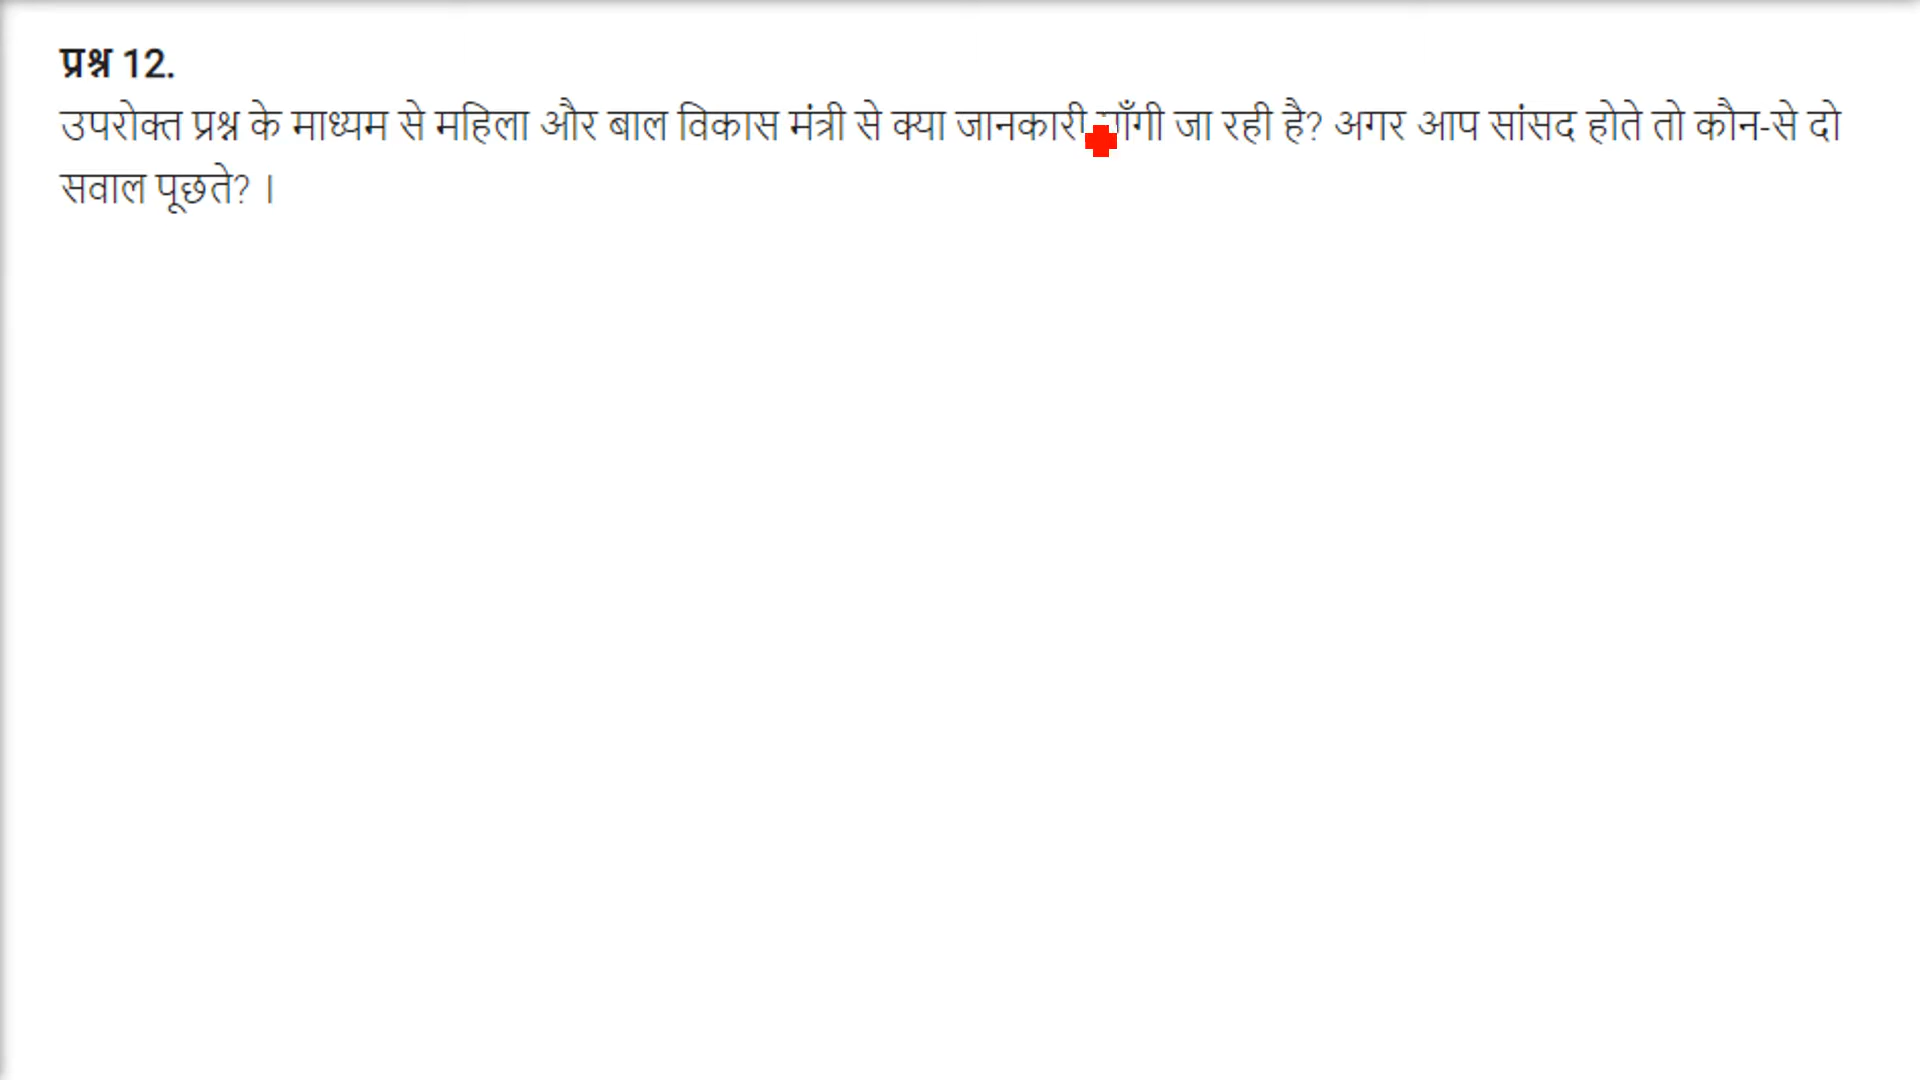 प्रश्न 12.
उपरोक्त प्रश्न के माध्यम से महिला और बाल विकास मंत्री से क्या जानकारी माँगी जा रही है? अगर आप सांसद होते तो कौन-से दो
सवाल पूछते? ।